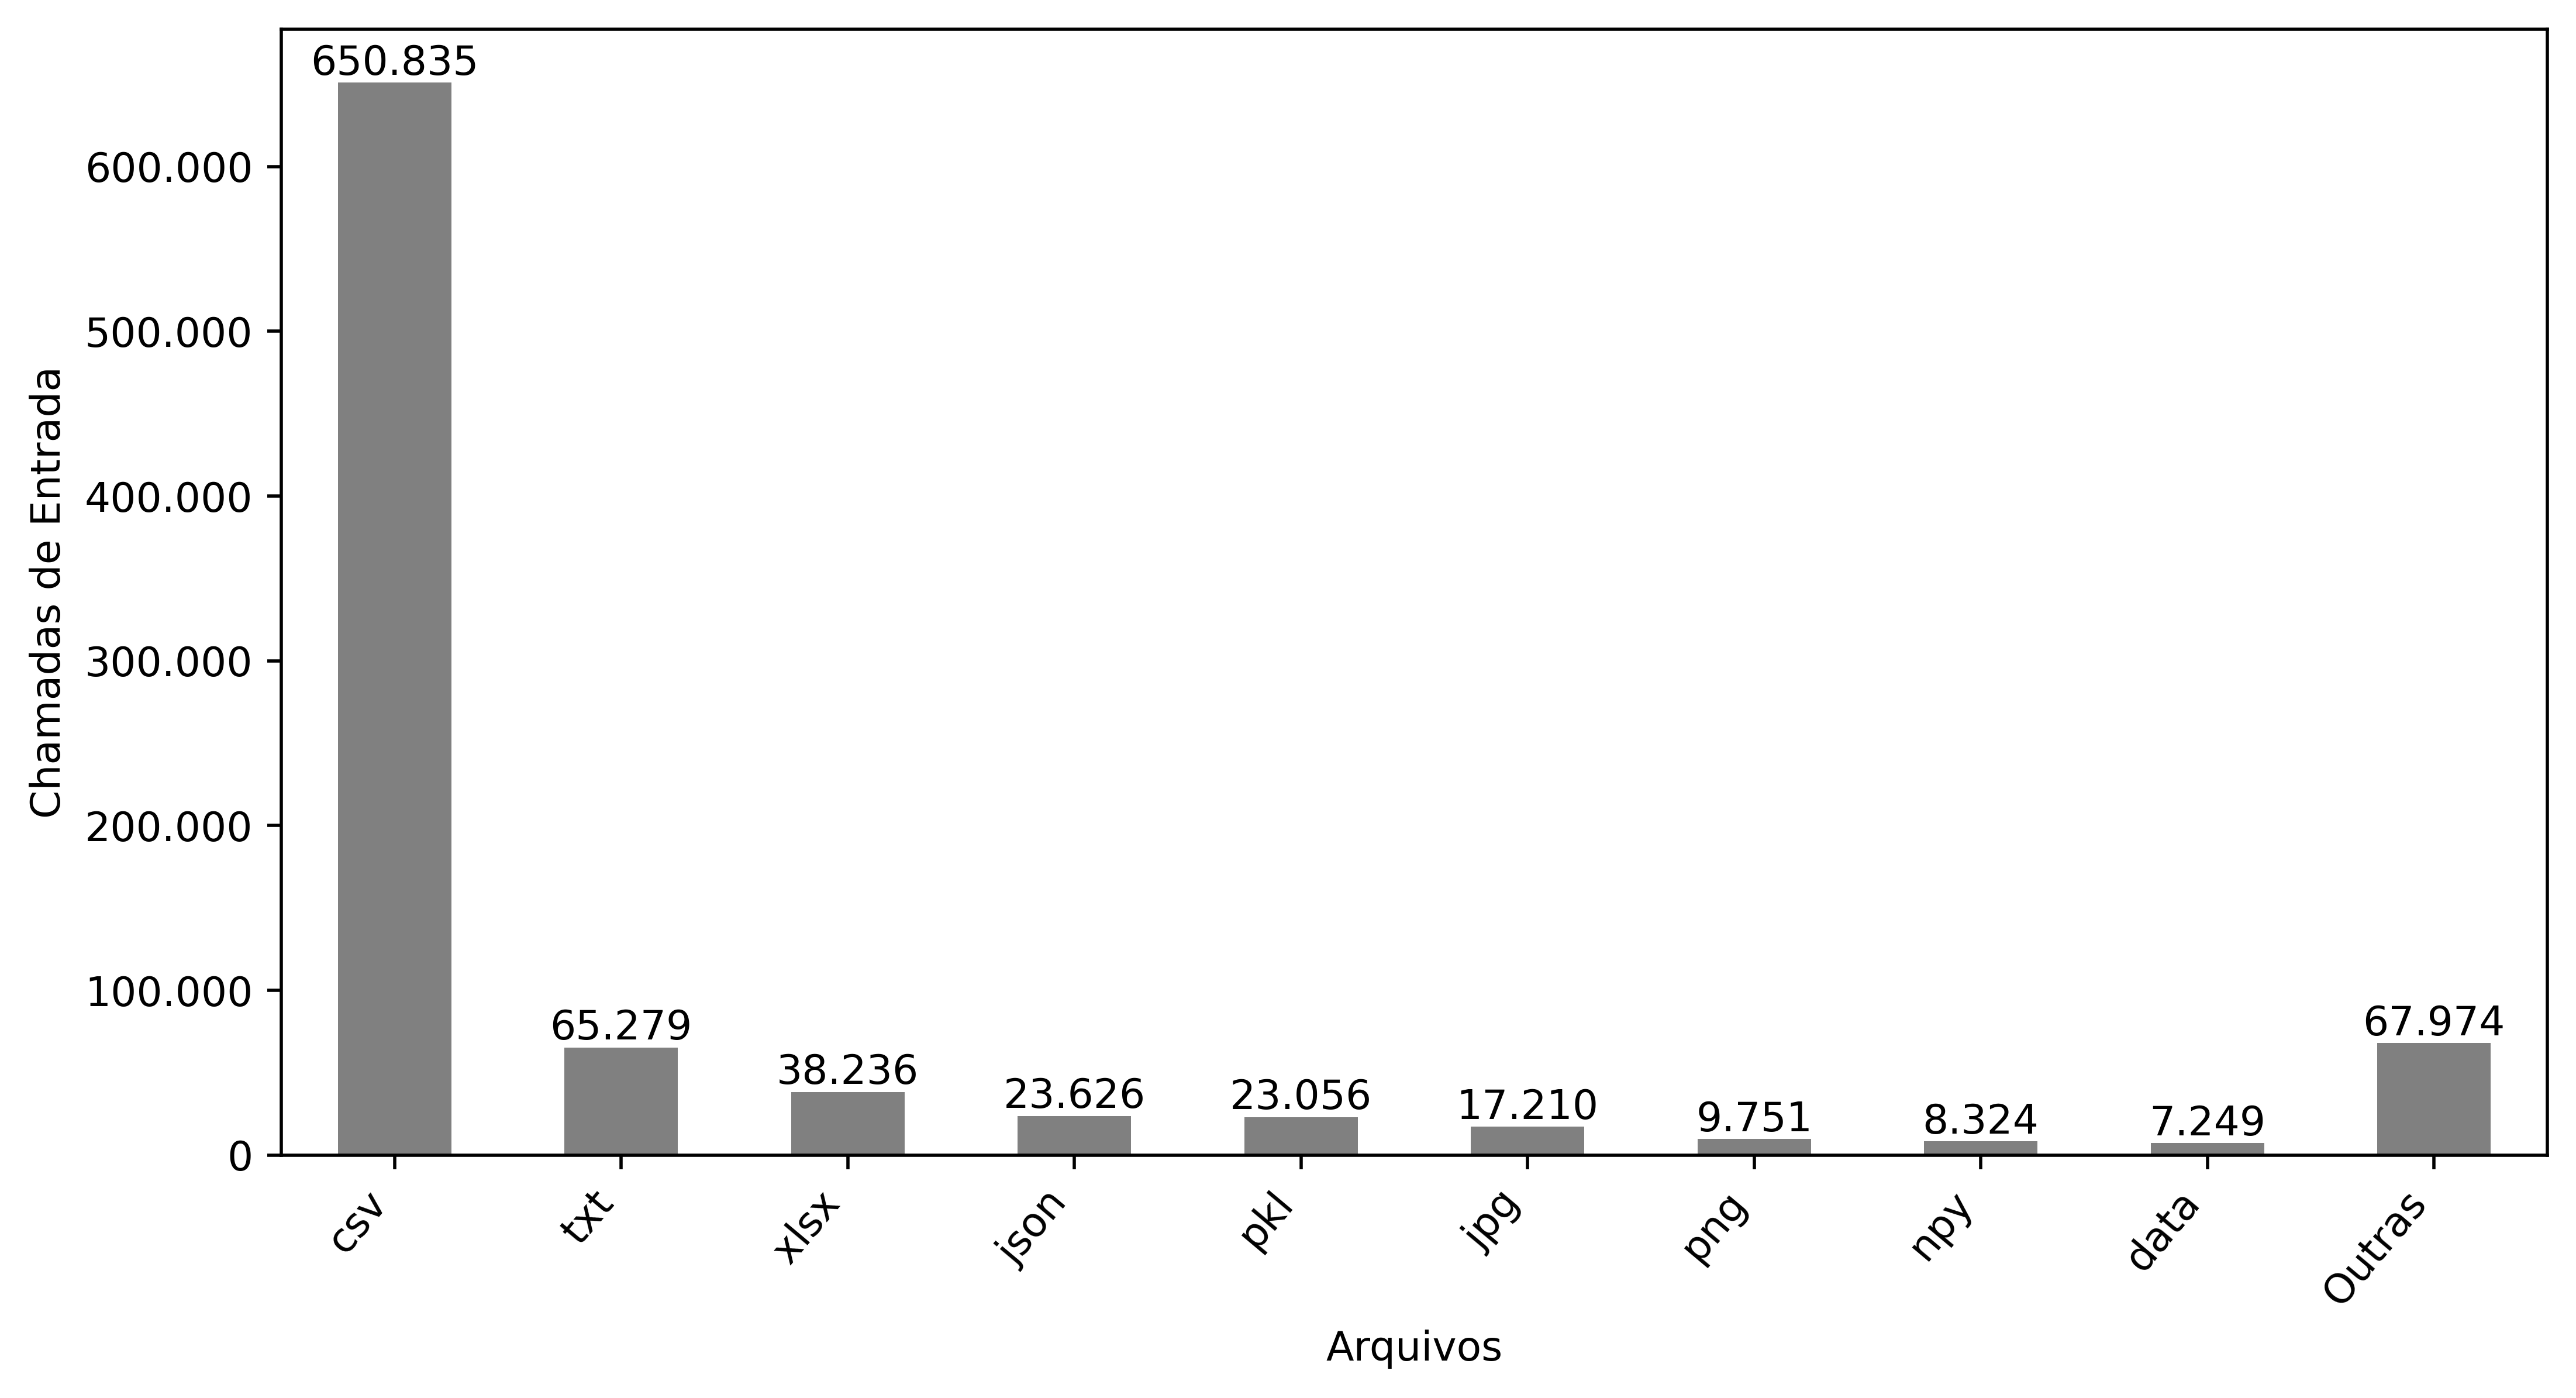 Chamadas de Entrada
600.000
500.000
400.000
300.000
200.000
100.000
0
650.835
65.279
38.236
23.626
23.056
17.210
9.751
8.324
7.249
67.974
csv
txt
xlsx
json
pkl
jpg
png
npy
data
Outras
Arquivos